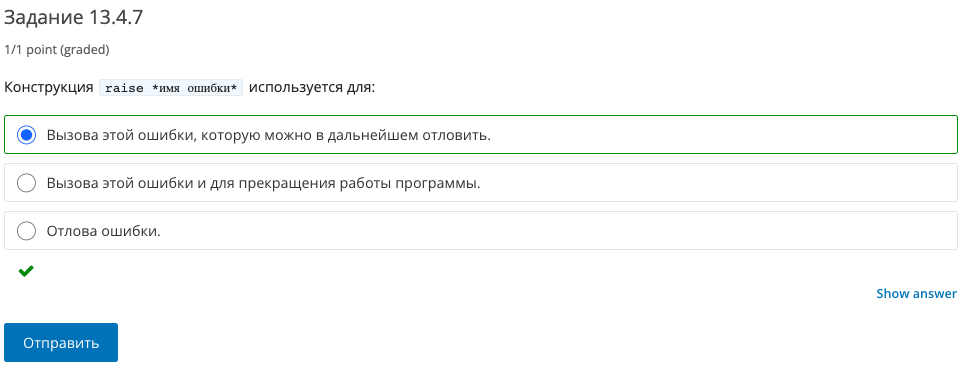 Задание 13.4.7
1/1 point (graded)
Конструкция raise *имя ошибки* используется для:
Вызова этой ошибки, которую можно в дальнейшем отловить.
Вызова этой ошибки и для прекращения работы программы.
Отлова ошибки.
Show answer
Отправить